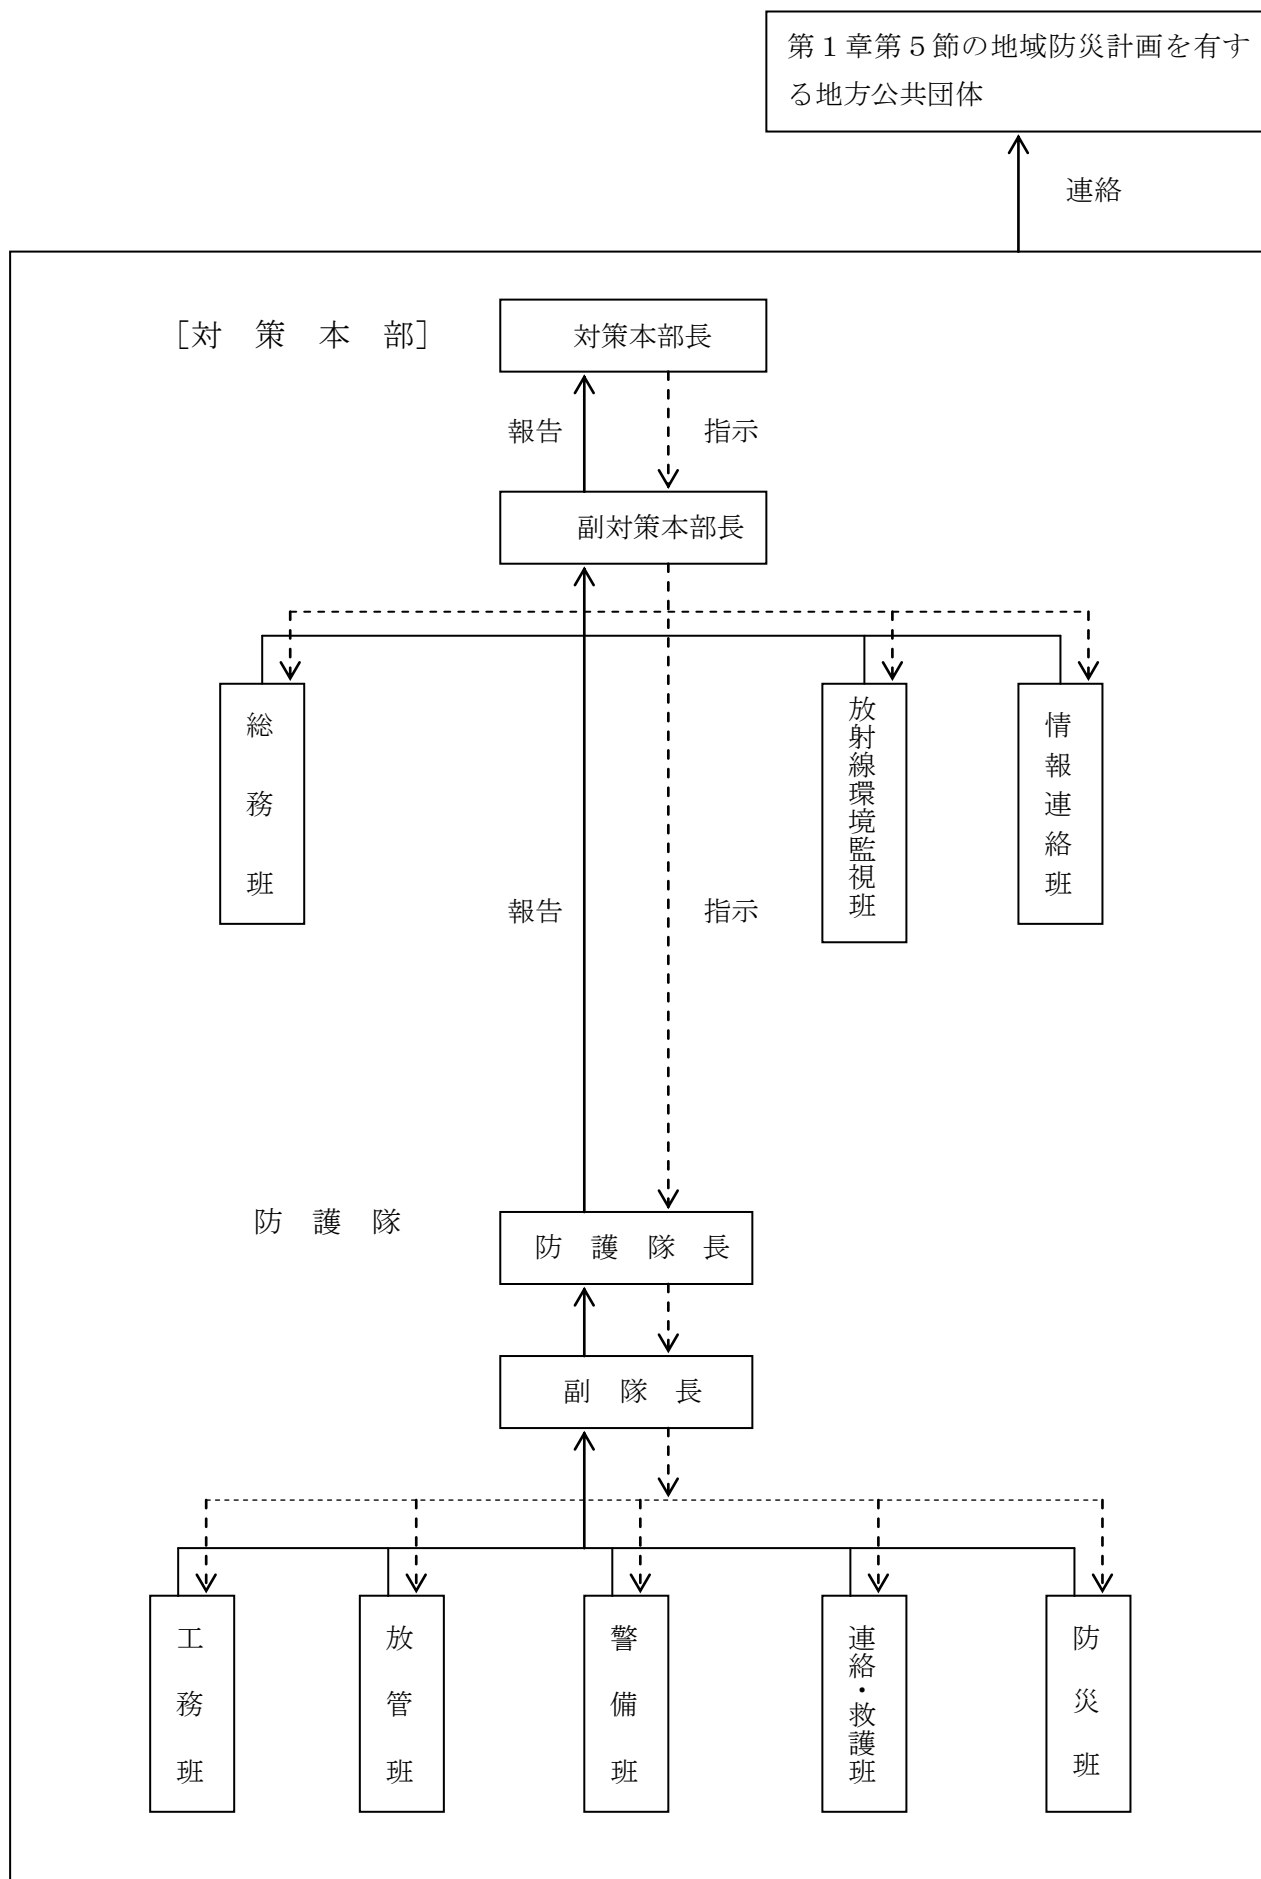 第１章第５節の地域防災計画を有す
る地方公共団体
連絡
［対　策　本　部］
対策本部長
報告
指示
副対策本部長
総務班
放射線環境監視班
情報連絡班
報告
指示
防　護　隊
防　護　隊　長
副　隊　長
工務班
放管班
警備班
連絡・救護班
防災班